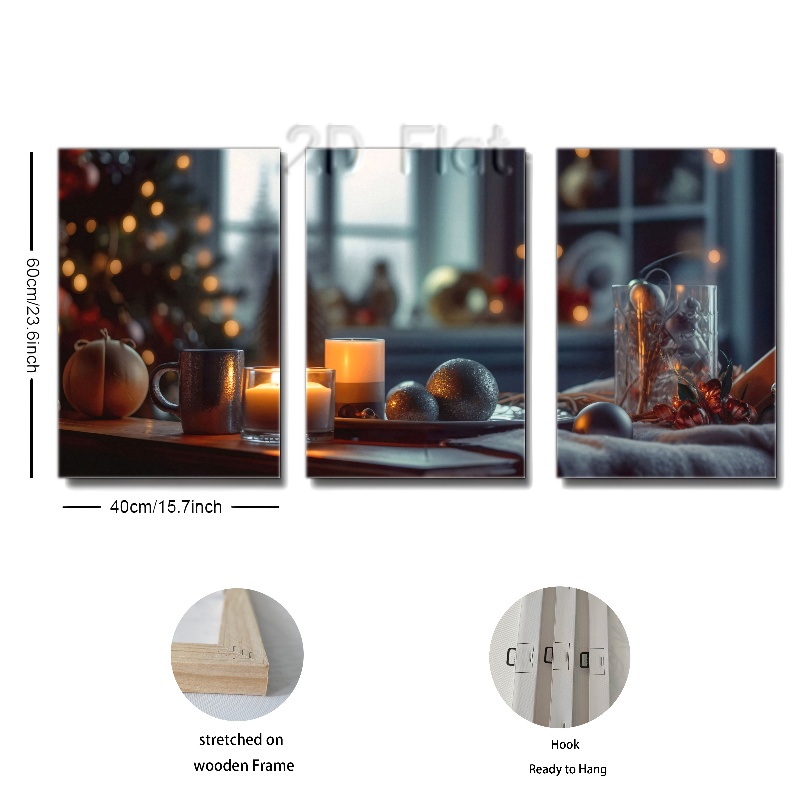 2D Flat
60cm/23.6inch
40cm/15.7inch
stretched on
wooden Frame
Hook
Ready to Hang